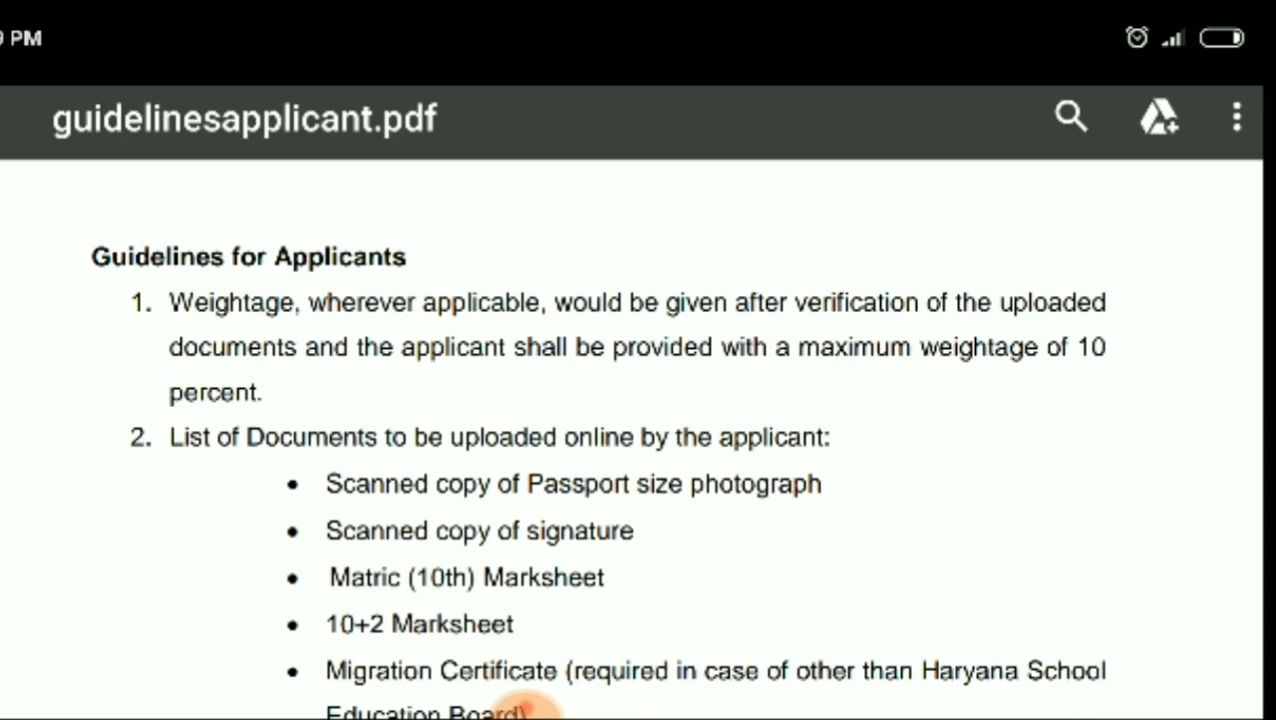 9 PM
guidelinesapplicant.pdf
Guidelines for Applicants
1. Weightage, wherever applicable, would be given after verification of the uploaded
documents and the applicant shall be provided with a maximum weightage of 10
percent.
2. List of Documents to be uploaded online by the applicant:
• Scanned copy of Passport size photograph
• Scanned copy of signature
• Matric (10th) Marksheet
• 10+2 Marksheet
• Migration Certificate (required in case of other than Haryana School
Education Board)